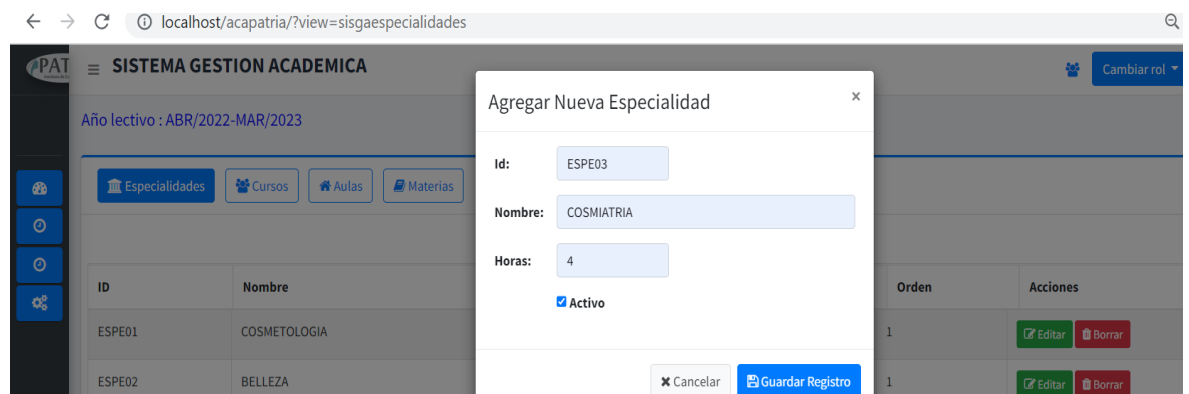 localhost/acapatria/?view=sisgaespecialidades
PAT
SISTEMA GESTION ACADEMICA
Cambiar rol
Año lectivo : ABR/2022-MAR/2023
Especialidades Cursos Aulas Materias
Agregar Nueva Especialidad ×
Id: ESPE03
Nombre: COSMIATRIA
Horas: 4
Activo
Cancelar Guardar Registro
ID Nombre Orden Acciones
ESPE01 COSMETOLOGIA 1 Editar Borrar
ESPE02 BELLEZA 1 Editar Borrar